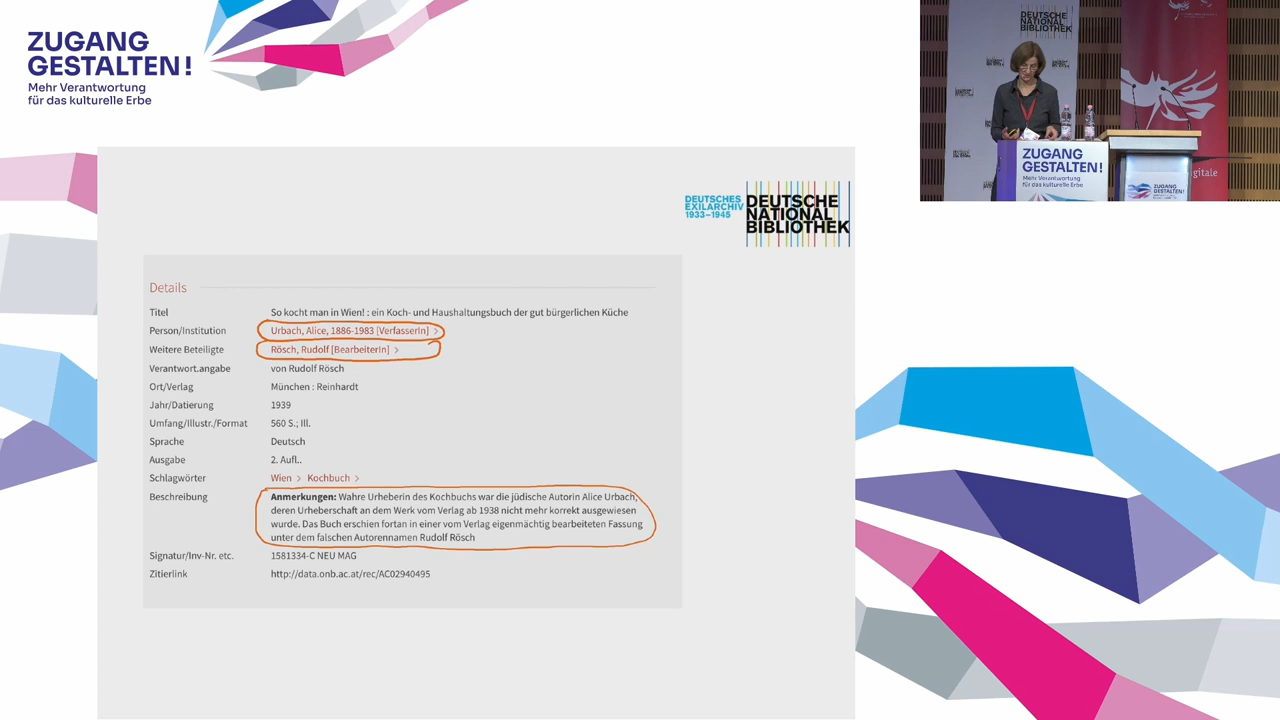 ZUGANG
GESTALTEN!
Mehr Verantwortung
für das kulturelle Erbe
DEUTSCHE
NATIONAL
BIBLIOTHEK
ZUGANG
GESTALTEN!
Mehr Verantwortung
für das kulturelle Erbe
ZUGANG
GESTALTEN!
DEUTSCHES
EXILARCHIV
1933–1945
DEUTSCHE
NATIONAL
BIBLIOTHEK
Details
Titel So kocht man in Wien! : ein Koch- und Haushaltungsbuch der gut bürgerlichen Küche
Person/Institution Urbach, Alice, 1886-1983 [VerfasserIn] >
Weitere Beteiligte Rösch, Rudolf [BearbeiterIn] >
Verantwort.angabe von Rudolf Rösch
Ort/Verlag München : Reinhardt
Jahr/Datierung 1939
Umfang/Illustr./Format 560 S.; Ill.
Sprache Deutsch
Ausgabe 2. Aufl..
Schlagwörter Wien > Kochbuch >
Beschreibung Anmerkungen: Wahre Urheberin des Kochbuchs war die jüdische Autorin Alice Urbach,
deren Urheberschaft an dem Werk vom Verlag ab 1938 nicht mehr korrekt ausgewiesen
wurde. Das Buch erschien fortan in einer vom Verlag eigenmächtig bearbeiteten Fassung
unter dem falschen Autorennamen Rudolf Rösch
Signatur/Inv-Nr. etc. 1581334-C NEU MAG
Zitierlink http://data.onb.ac.at/rec/AC02940495